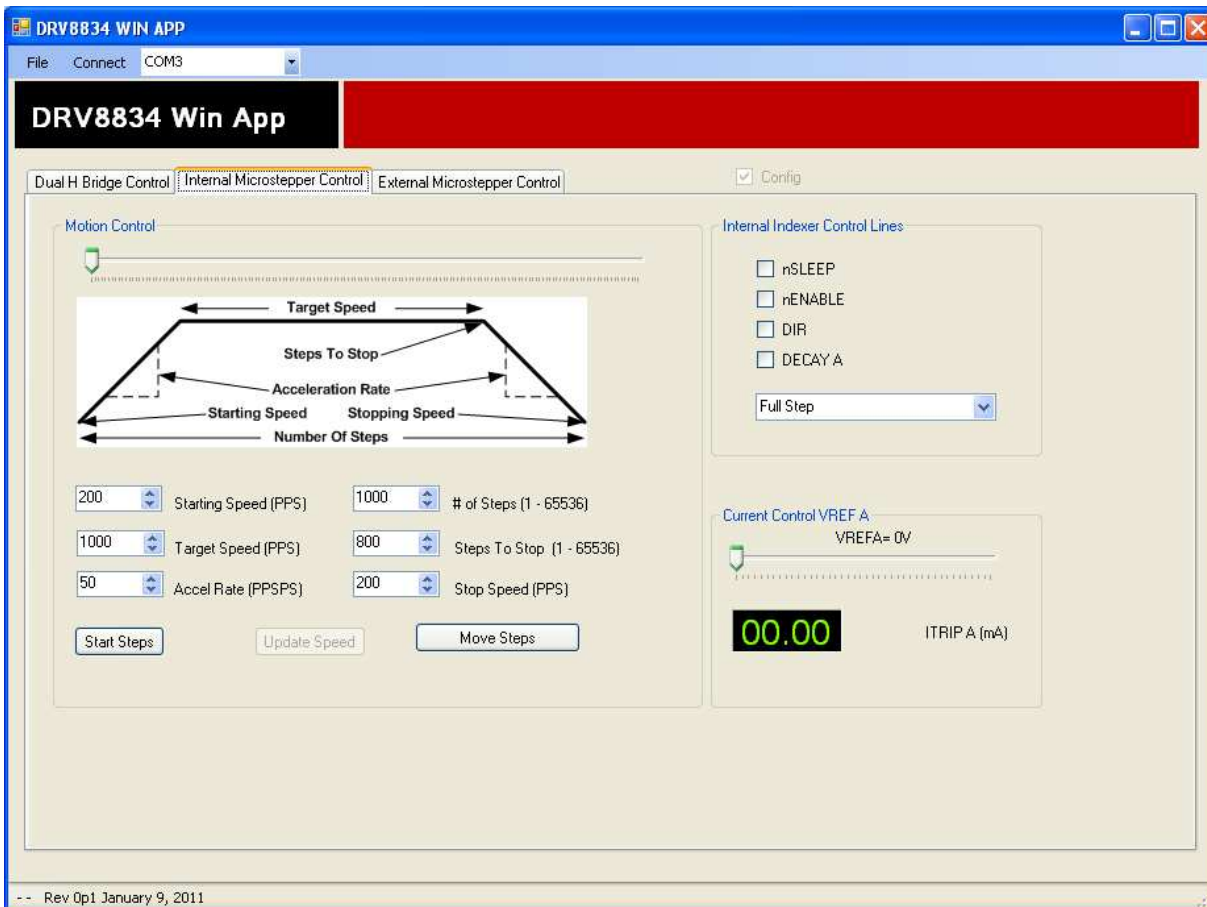 DRV8834 WIN APP
File Connect COM3
DRV8834 Win App
Dual H Bridge Control Internal Microstepper Control External Microstepper Control
Config
Motion Control
Target Speed
Steps To Stop
Acceleration Rate
Starting Speed Stopping Speed
Number Of Steps
200 Starting Speed (PPS) 1000 # of Steps (1 - 65536)
1000 Target Speed (PPS) 800 Steps To Stop (1 - 65536)
50 Accel Rate (PPSPS) 200 Stop Speed (PPS)
Start Steps Update Speed Move Steps
Internal Indexer Control Lines
nSLEEP
nENABLE
DIR
DECAY A
Full Step
Current Control VREF A
VREFA= 0V
00.00 ITRIP A (mA)
-- Rev 0p1 January 9, 2011